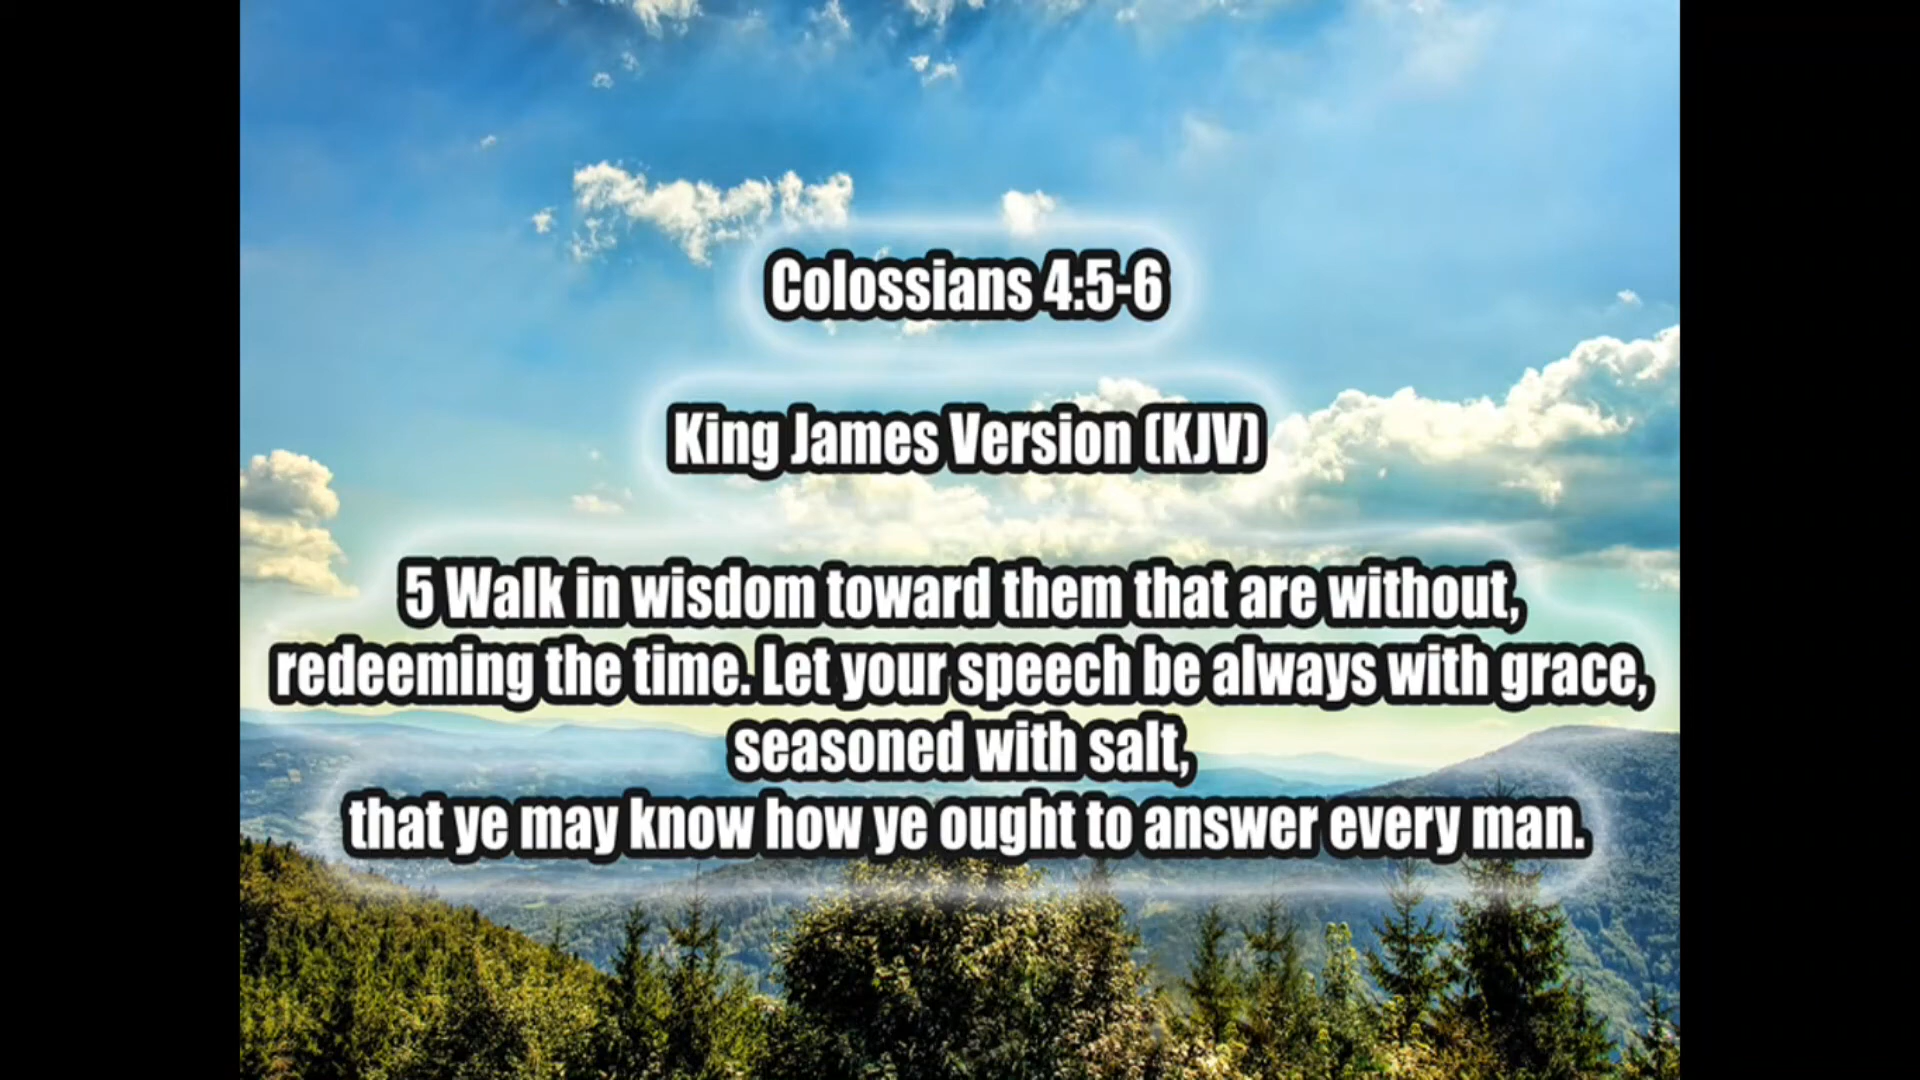 Colossians 4:5-6
King James Version (KJV)
5 Walk in wisdom toward them that are without,
redeeming the time. Let your speech be always with grace,
seasoned with salt,
that ye may know how ye ought to answer every man.